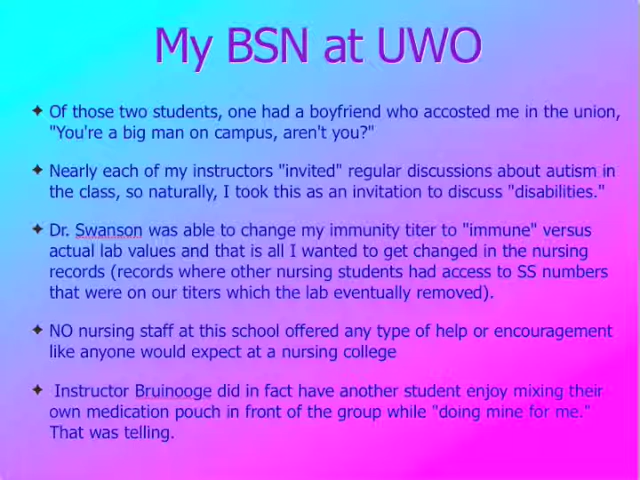 My BSN at UWO
✦ Of those two students, one had a boyfriend who accosted me in the union,
"You're a big man on campus, aren't you?"
✦ Nearly each of my instructors "invited" regular discussions about autism in
the class, so naturally, I took this as an invitation to discuss "disabilities."
✦ Dr. Swanson was able to change my immunity titer to "immune" versus
actual lab values and that is all I wanted to get changed in the nursing
records (records where other nursing students had access to SS numbers
that were on our titers which the lab eventually removed).
✦ NO nursing staff at this school offered any type of help or encouragement
like anyone would expect at a nursing college
✦ Instructor Bruinooge did in fact have another student enjoy mixing their
own medication pouch in front of the group while "doing mine for me."
That was telling.